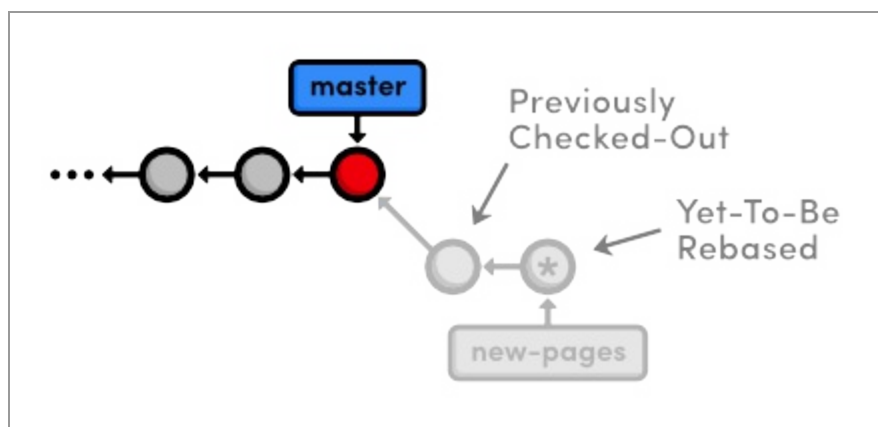 master
Previously
Checked-Out
Yet-To-Be
Rebased
*
new-pages